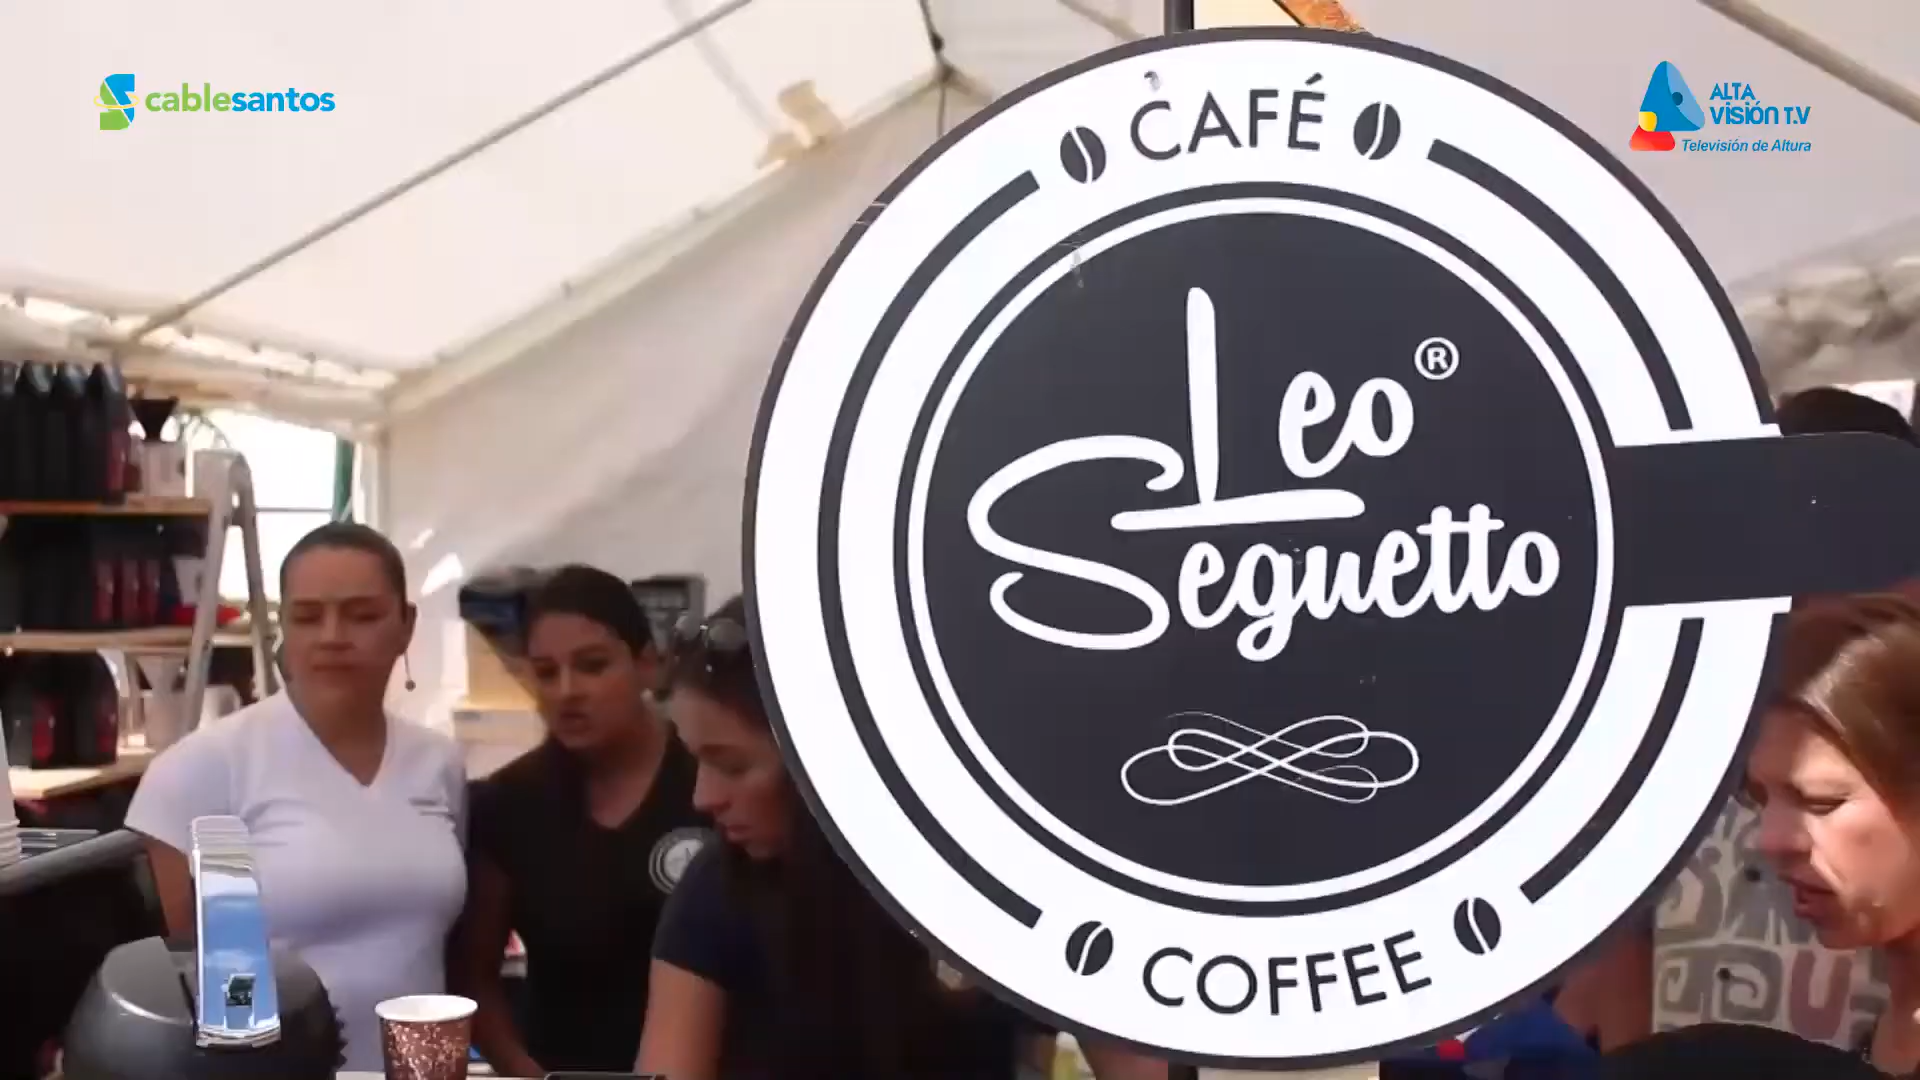 cablesantos
ALTA
VISIÓN T.V
Televisión de Altura
CAFÉ
Leo®
Seguetto
COFFEE